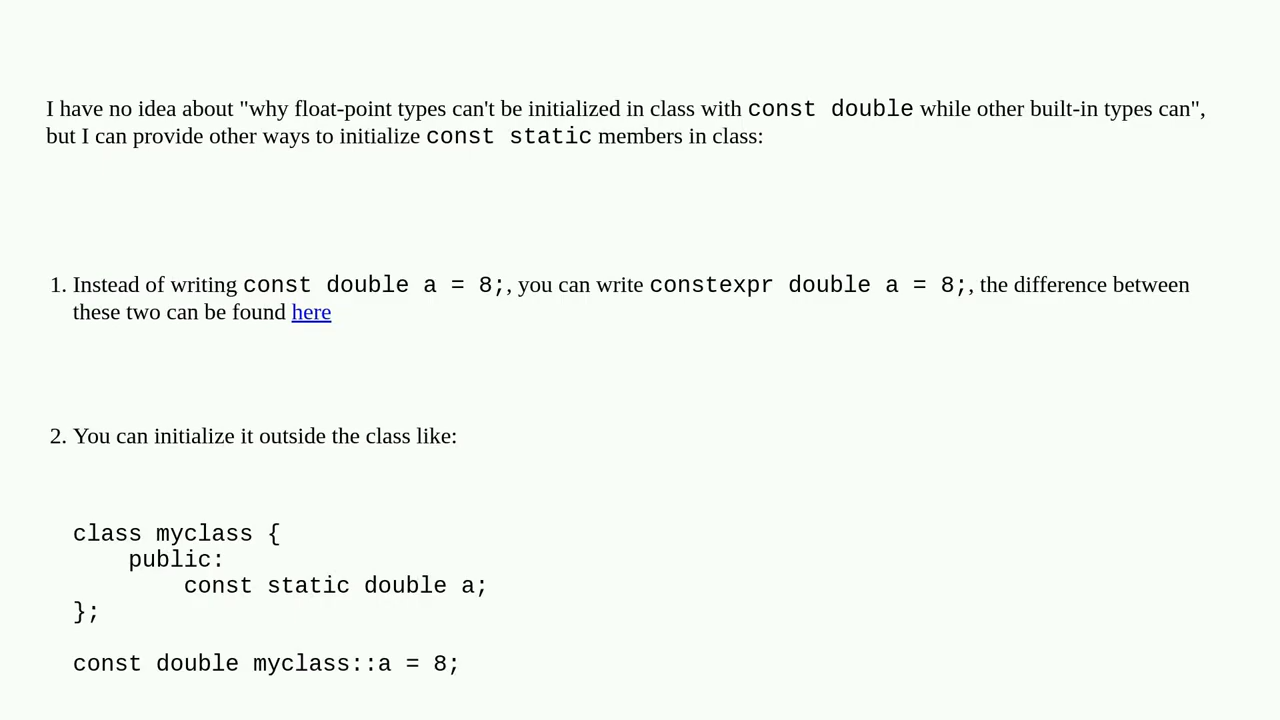 I have no idea about "why float-point types can't be initialized in class with const double while other built-in types can",
but I can provide other ways to initialize const static members in class:
1. Instead of writing const double a = 8;, you can write constexpr double a = 8;, the difference between
these two can be found here
2. You can initialize it outside the class like:
class myclass {
    public:
        const static double a;
};
const double myclass::a = 8;